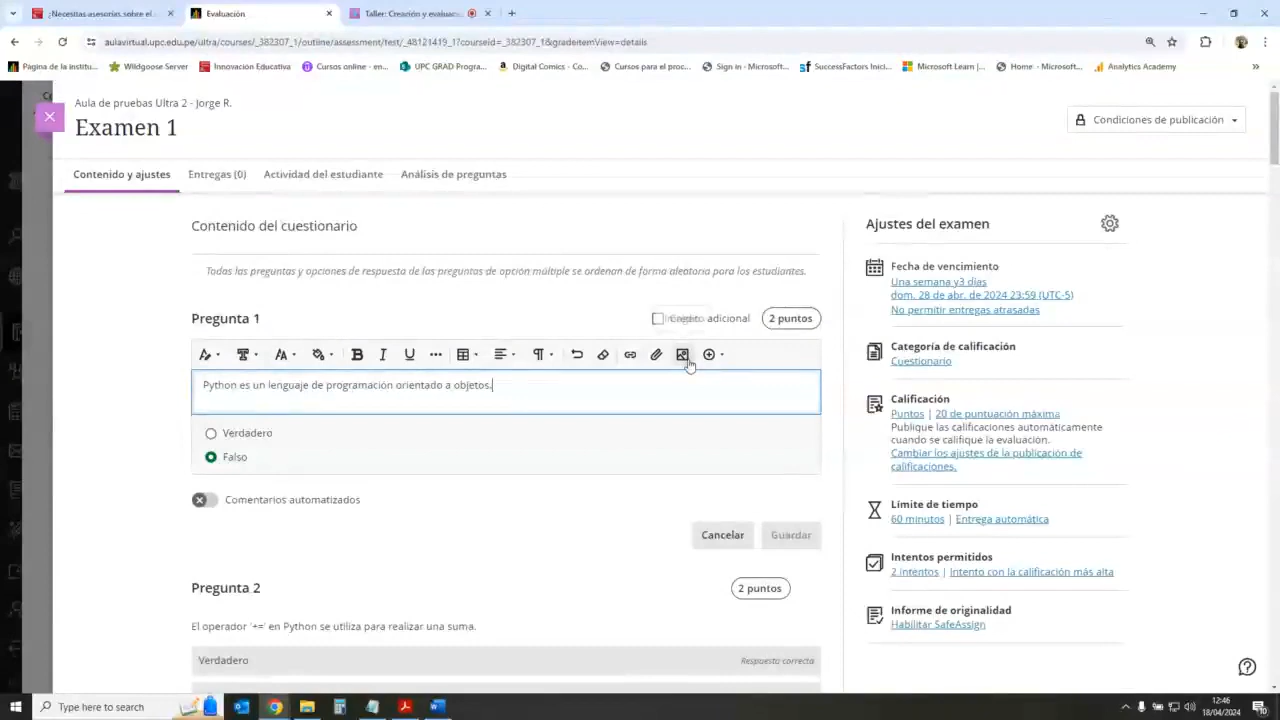 ¿Necesitas asesorías sobre el
Evaluación
Taller: Creación y evaluac
aulavirtual.upc.edu.pe/ultra/courses/_382307_1/outline/assessment/test/_48121419_1?courseId=_382307_1&gradeitemView=details
Página de la Institu...
Wildgoose Server
Innovación Educativa
Cursos online - en...
UPC GRAD Progra...
Digital Comics - Co...
Cursos para el proc...
Sign in - Microsoft...
SuccessFactors Inici...
Microsoft Learn |...
Home - Microsoft...
Analytics Academy
Aula de pruebas Ultra 2 - Jorge R.
Examen 1
Condiciones de publicación
Contenido y ajustes
Entregas (0)
Actividad del estudiante
Análisis de preguntas
Contenido del cuestionario
Todas las preguntas y opciones de respuesta de las preguntas de opción múltiple se ordenan de forma aleatoria para los estudiantes.
Pregunta 1
Crédito adicional
2 puntos
Python es un lenguaje de programación orientado a objetos.
Verdadero
Falso
Comentarios automatizados
Cancelar
Guardar
Pregunta 2
2 puntos
El operador '+=' en Python se utiliza para realizar una suma.
Verdadero
Respuesta correcta
Ajustes del examen
Fecha de vencimiento
Una semana y3 días
dom. 28 de abr. de 2024 23:59 (UTC-5)
No permitir entregas atrasadas
Categoría de calificación
Cuestionario
Calificación
Puntos | 20 de puntuación máxima
Publique las calificaciones automáticamente
cuando se califique la evaluación.
Cambiar los ajustes de la publicación de
calificaciones.
Límite de tiempo
60 minutos | Entrega automática
Intentos permitidos
2 intentos | Intento con la calificación más alta
Informe de originalidad
Habilitar SafeAssign
Type here to search
12:46
18/04/2024